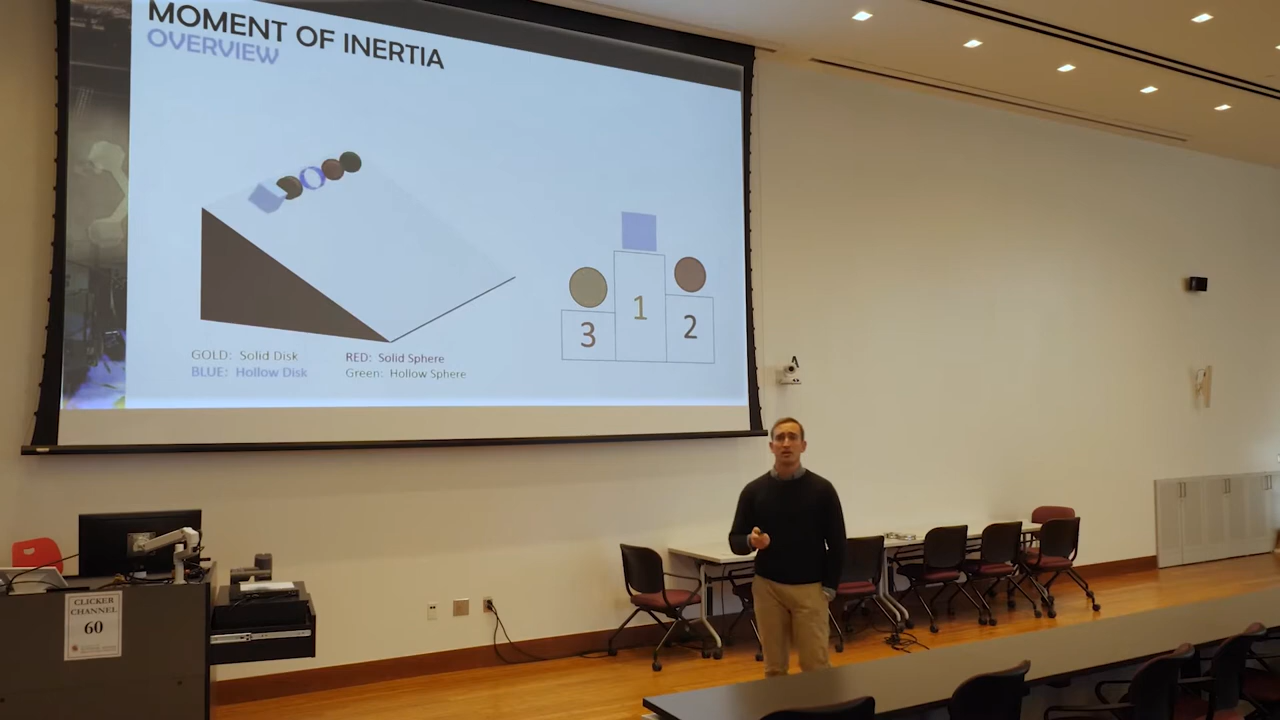 MOMENT OF INERTIA
OVERVIEW
1
2
3
GOLD: Solid Disk
RED: Solid Sphere
BLUE: Hollow Disk
Green: Hollow Sphere
CLICKER
CHANNEL
60